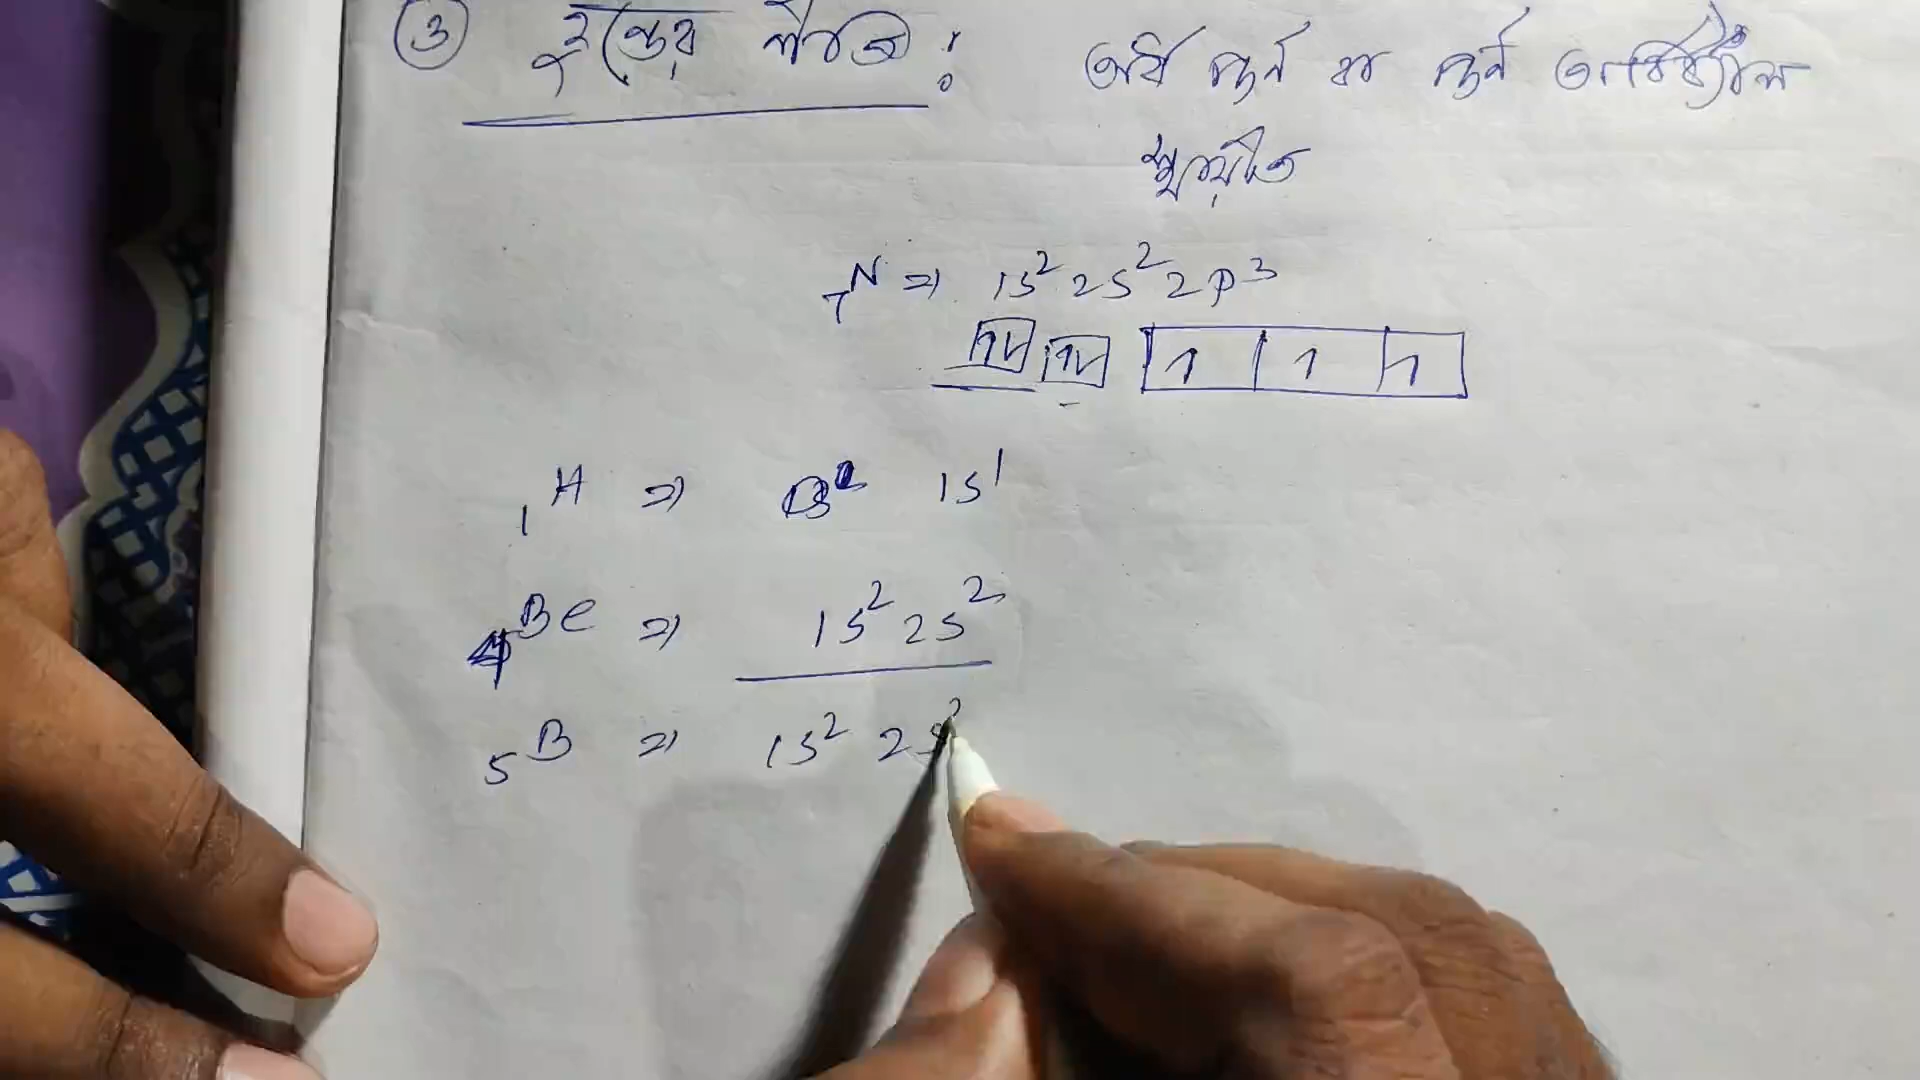 ③ হুন্ডের নীতি : অর্ধ পূর্ন বা পূর্ন অরবিটাল
স্থায়ীত্ব
₇N ⇒ 1s² 2s² 2p³
↑↓ ↑↓ ↑ ↑ ↑
₁H ⇒ 1s¹
₄Be ⇒ 1s² 2s²
₅B ⇒ 1s² 2s²